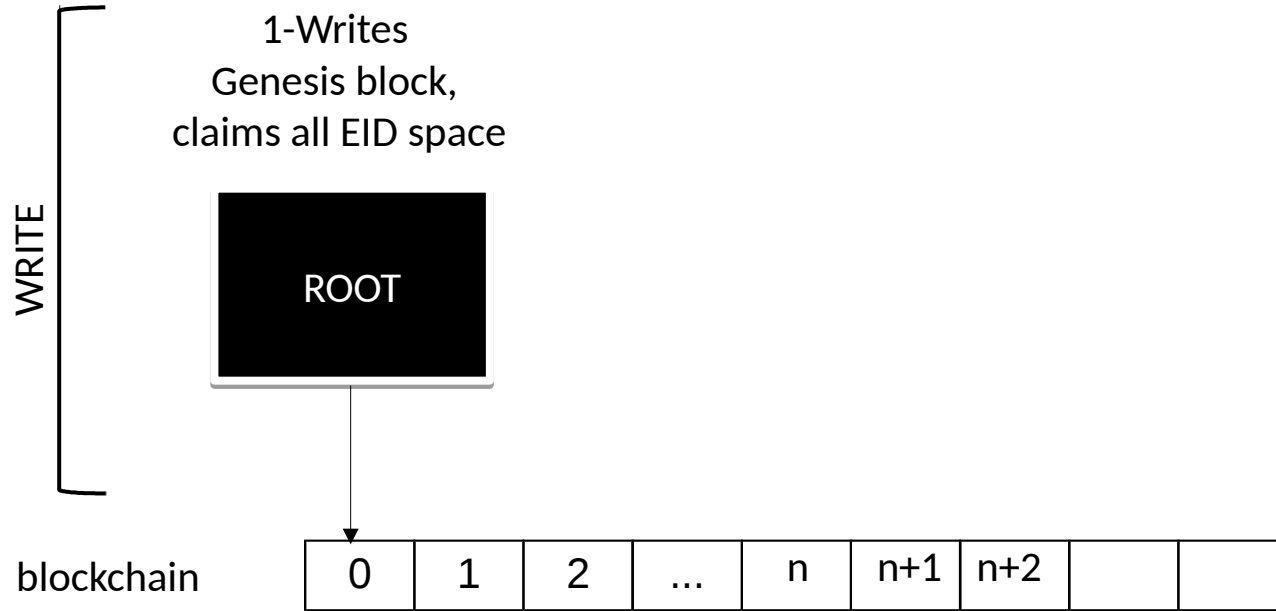 1-Writes
Genesis block,
claims all EID space
WRITE
ROOT
blockchain 0 1 2 ... n n+1 n+2